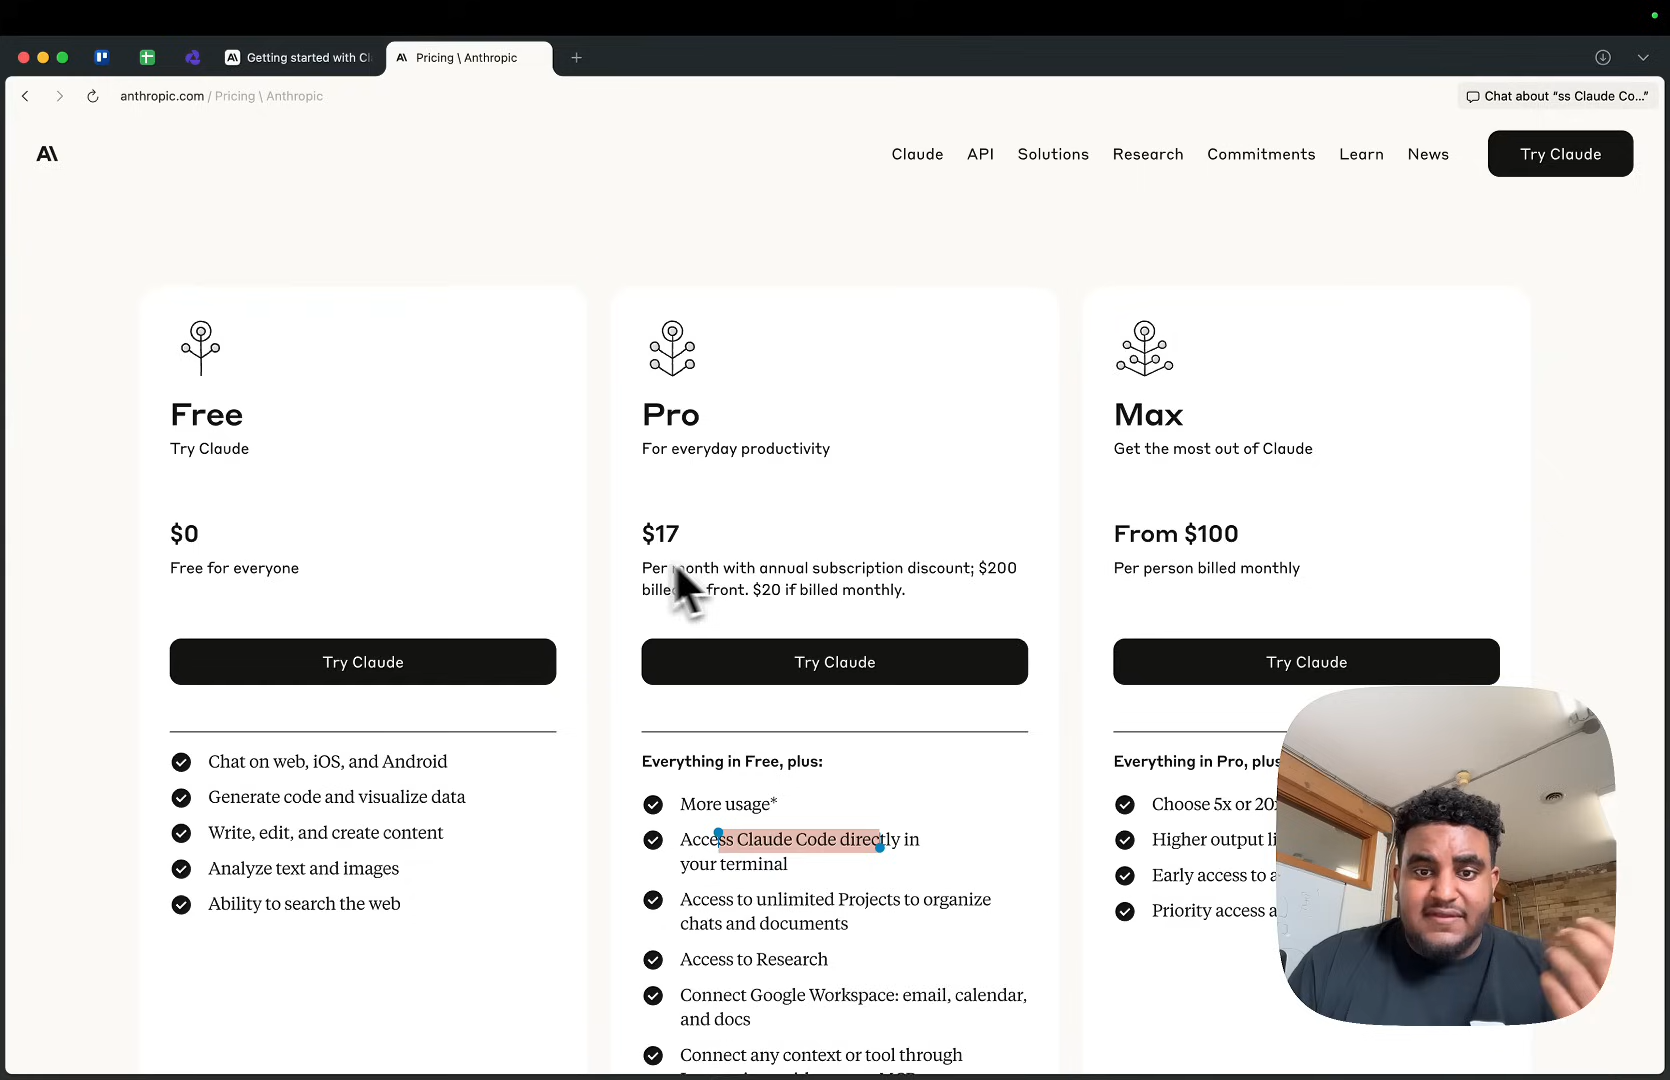 Getting started with Cl
Pricing \ Anthropic
anthropic.com / Pricing \ Anthropic
Chat about “ss Claude Co...”
Claude
API
Solutions
Research
Commitments
Learn
News
Try Claude
Free
Try Claude
$0
Free for everyone
Try Claude
Chat on web, iOS, and Android
Generate code and visualize data
Write, edit, and create content
Analyze text and images
Ability to search the web
Pro
For everyday productivity
$17
Per month with annual subscription discount; $200
bille front. $20 if billed monthly.
Try Claude
Everything in Free, plus:
More usage*
Access Claude Code directly in
your terminal
Access to unlimited Projects to organize
chats and documents
Access to Research
Connect Google Workspace: email, calendar,
and docs
Connect any context or tool through
Max
Get the most out of Claude
From $100
Per person billed monthly
Try Claude
Everything in Pro, plus
Choose 5x or 20
Higher output li
Early access to a
Priority access a